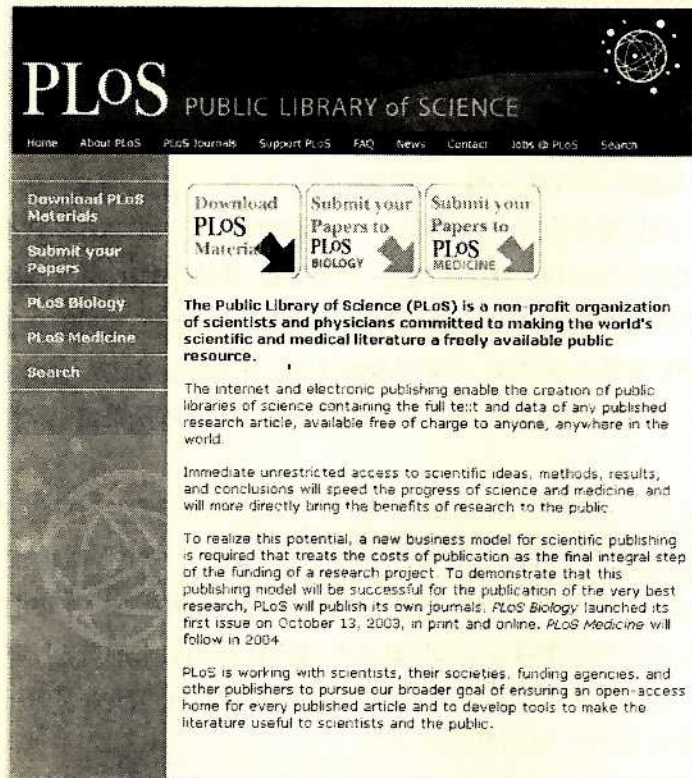 PLoS PUBLIC LIBRARY of SCIENCE
Home About PLoS PLoS Journals Support PLoS FAQ News Contact Jobs @ PLoS Search
Download PLoS
Materials
Submit your
Papers
PLoS Biology
PLoS Medicine
Search
Download
PLoS
Materials
Submit your
Papers to
PLoS
BIOLOGY
Submit your
Papers to
PLoS
MEDICINE
The Public Library of Science (PLoS) is a non-profit organization
of scientists and physicians committed to making the world's
scientific and medical literature a freely available public
resource.
The internet and electronic publishing enable the creation of public
libraries of science containing the full text and data of any published
research article, available free of charge to anyone, anywhere in the
world.
Immediate unrestricted access to scientific ideas, methods, results,
and conclusions will speed the progress of science and medicine, and
will more directly bring the benefits of research to the public.
To realize this potential, a new business model for scientific publishing
is required that treats the costs of publication as the final integral step
of the funding of a research project. To demonstrate that this
publishing model will be successful for the publication of the very best
research, PLoS will publish its own journals. PLoS Biology launched its
first issue on October 13, 2003, in print and online. PLoS Medicine will
follow in 2004.
PLoS is working with scientists, their societies, funding agencies, and
other publishers to pursue our broader goal of ensuring an open-access
home for every published article and to develop tools to make the
literature useful to scientists and the public.